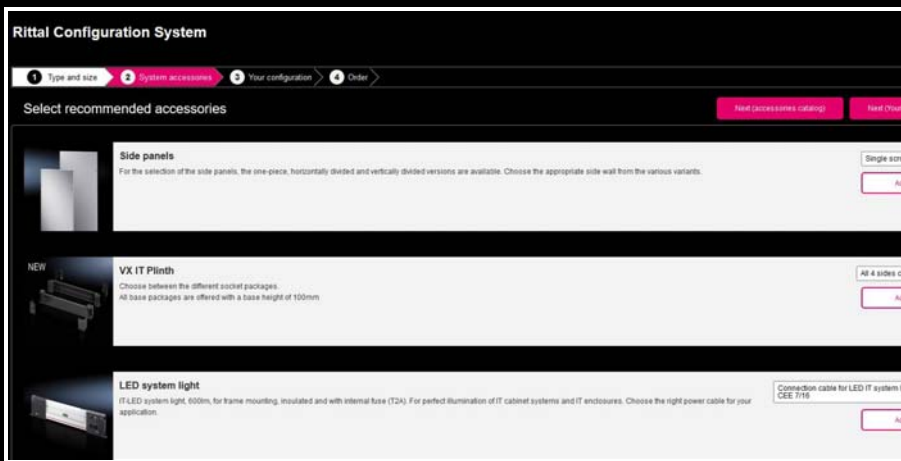 Rittal Configuration System
1 Type and size 2 System accessories 3 Your configuration 4 Order
Select recommended accessories
Next (accessories catalog) Next (Your
Side panels
For the selection of the side panels, the one-piece, horizontally divided and vertically divided versions are available. Choose the appropriate side wall from the various variants.
Single
NEW
VX IT Plinth
Choose between the different socket packages.
All base packages are offered with a base height of 100mm
All 4 sides
LED system light
IT-LED system light, 600lm, for frame mounting, insulated and with internal fuse (T2A). For perfect illumination of IT cabinet systems and IT enclosures. Choose the right power cable for your
application.
Connection cable for LED IT system
CEE 7/16